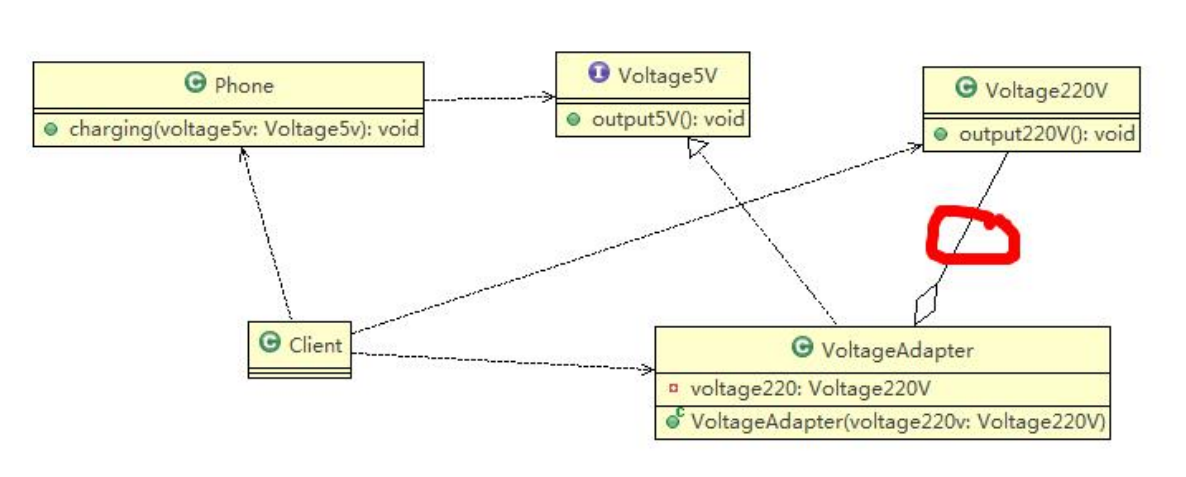 Phone
charging(voltage5v: Voltage5v): void
Voltage5V
output5V(): void
Voltage220V
output220V(): void
Client
VoltageAdapter
voltage220: Voltage220V
VoltageAdapter(voltage220v: Voltage220V)